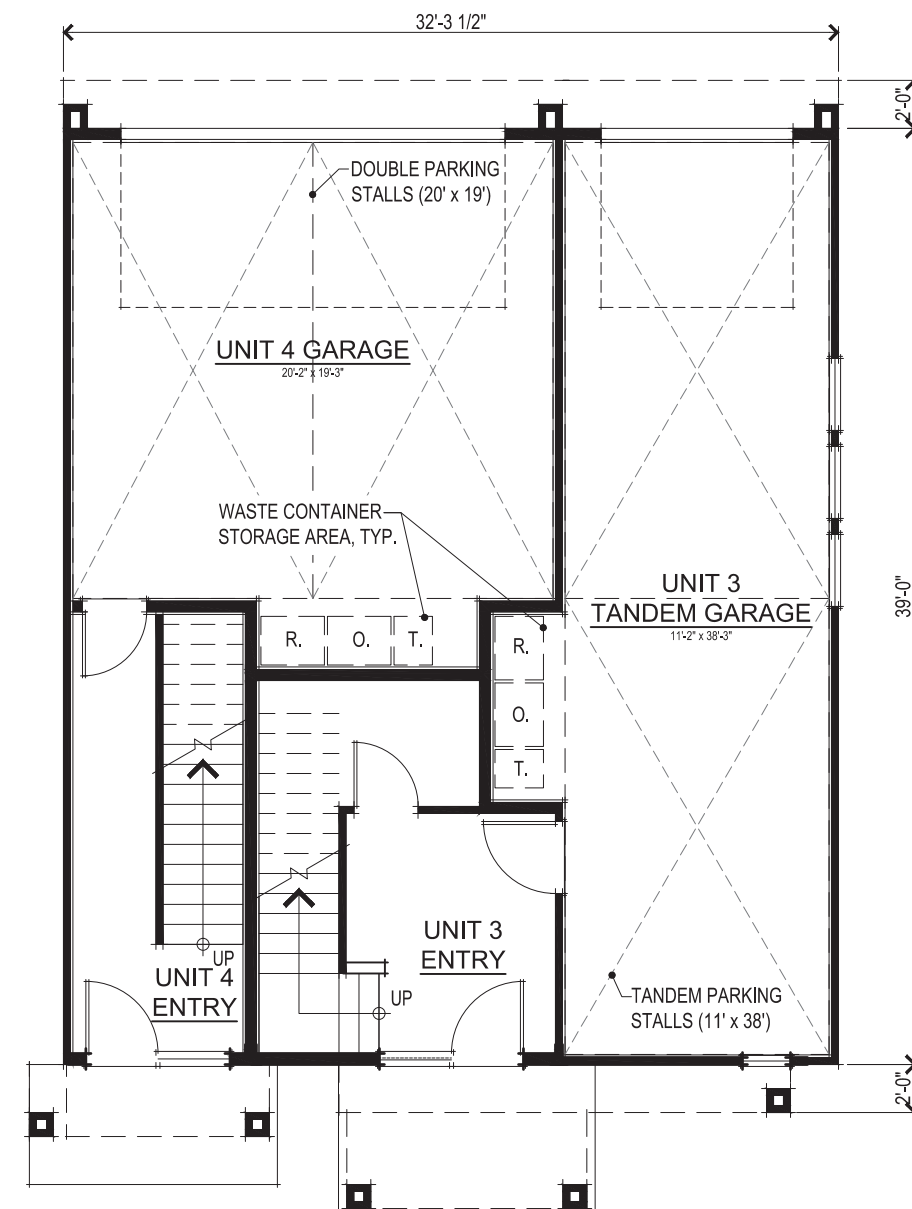 32'-3 1/2"
2'-0"
DOUBLE PARKING
STALLS (20' x 19')
UNIT 4 GARAGE
20'-2" x 19'-3"
WASTE CONTAINER
STORAGE AREA, TYP.
UNIT 3
TANDEM GARAGE
11'-2" x 38'-3"
39'-0"
R.
O.
T.
R.
O.
T.
UP
UNIT 4
ENTRY
UNIT 3
ENTRY
UP
TANDEM PARKING
STALLS (11' x 38')
2'-0"